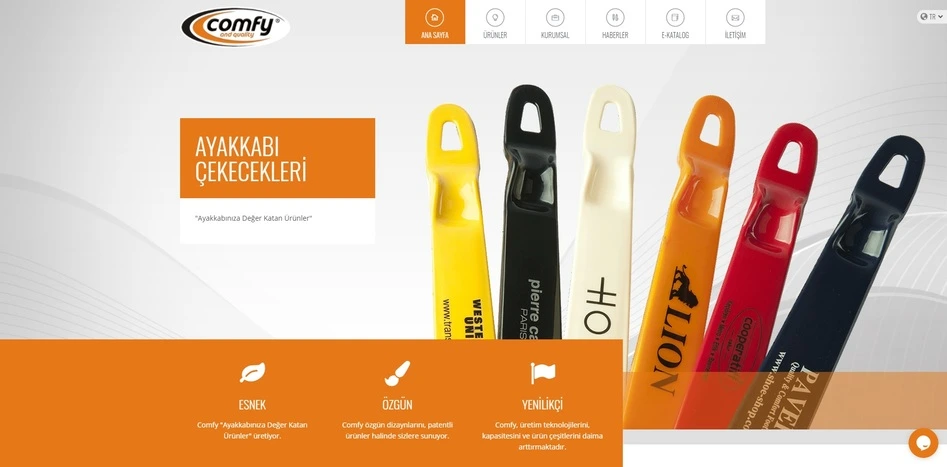 comfy®
and quality
ANA SAYFA
ÜRÜNLER
KURUMSAL
HABERLER
E-KATALOG
İLETİŞİM
TR
AYAKKABI
ÇEKECEKLERİ
"Ayakkabınıza Değer Katan Ürünler"
www.tran
WESTE
UNI
pierre ca
PARIS
HO
LION
cooperati
PAVE
Quality & Comfort Fee
www.shoe-shop.co
ESNEK
Comfy "Ayakkabınıza Değer Katan
Ürünler" üretiyor.
ÖZGÜN
Comfy özgün dizaynlarını, patentli
ürünler halinde sizlere sunuyor.
YENİLİKÇİ
Comfy, üretim teknolojilerini,
kapasitesini ve ürün çeşitlerini daima
arttırmaktadır.